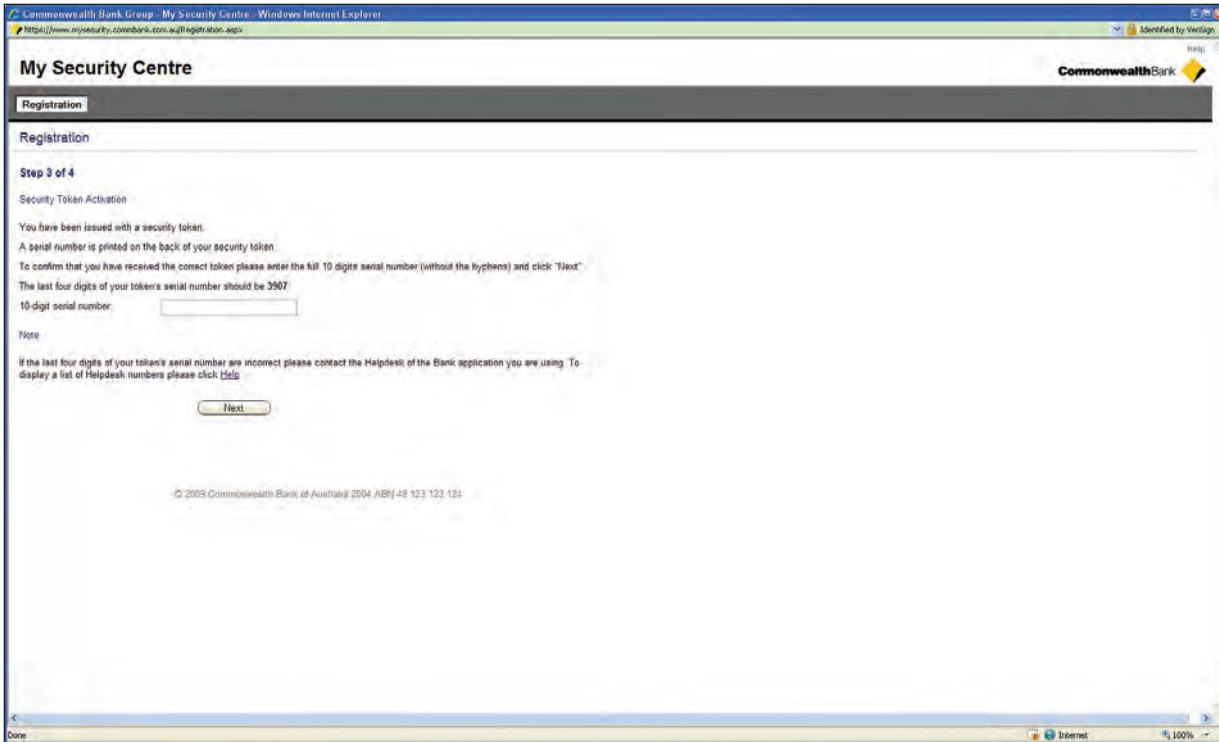 Commonwealth Bank Group - My Security Centre - Windows Internet Explorer
https://www.mysecurity.commbank.com.au/Registration.aspx
Identified by VeriSign
Help
My Security Centre
CommonwealthBank
Registration
Registration
Step 3 of 4
Security Token Activation
You have been issued with a security token.
A serial number is printed on the back of your security token.
To confirm that you have received the correct token please enter the full 10 digits serial number (without the hyphens) and click "Next"
The last four digits of your token's serial number should be 3907
10-digit serial number:
Note
If the last four digits of your token's serial number are incorrect please contact the Helpdesk of the Bank application you are using. To
display a list of Helpdesk numbers please click Help
Next
© 2009 Commonwealth Bank of Australia 2004 ABN 48 123 123 124
Done
Internet
100%